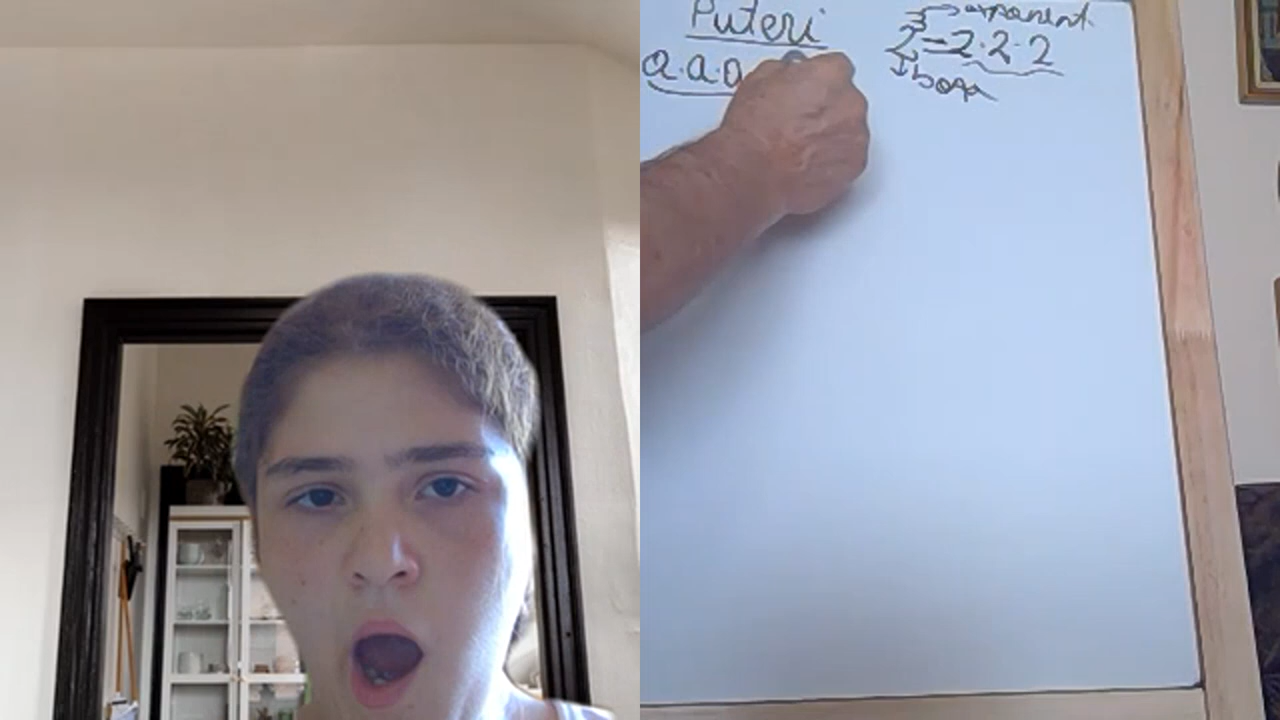 Puteri
a·a·a
2³=2·2·2
→exponent
↓baza